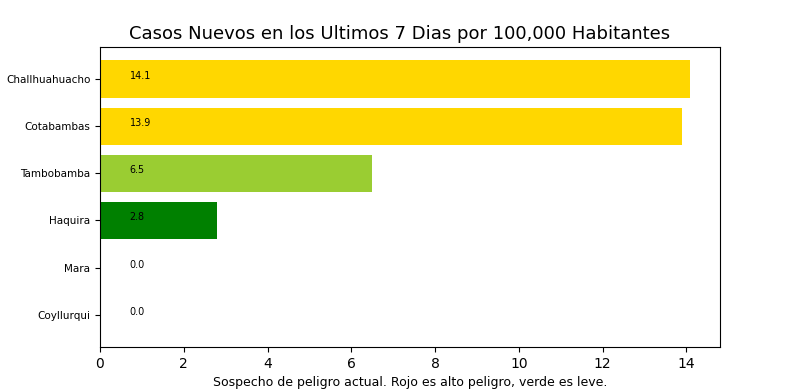 Casos Nuevos en los Ultimos 7 Dias por 100,000 Habitantes
Challhuahuacho 14.1
Cotabambas 13.9
Tambobamba 6.5
Haquira 2.8
Mara 0.0
Coyllurqui 0.0
0 2 4 6 8 10 12 14
Sospecho de peligro actual. Rojo es alto peligro, verde es leve.